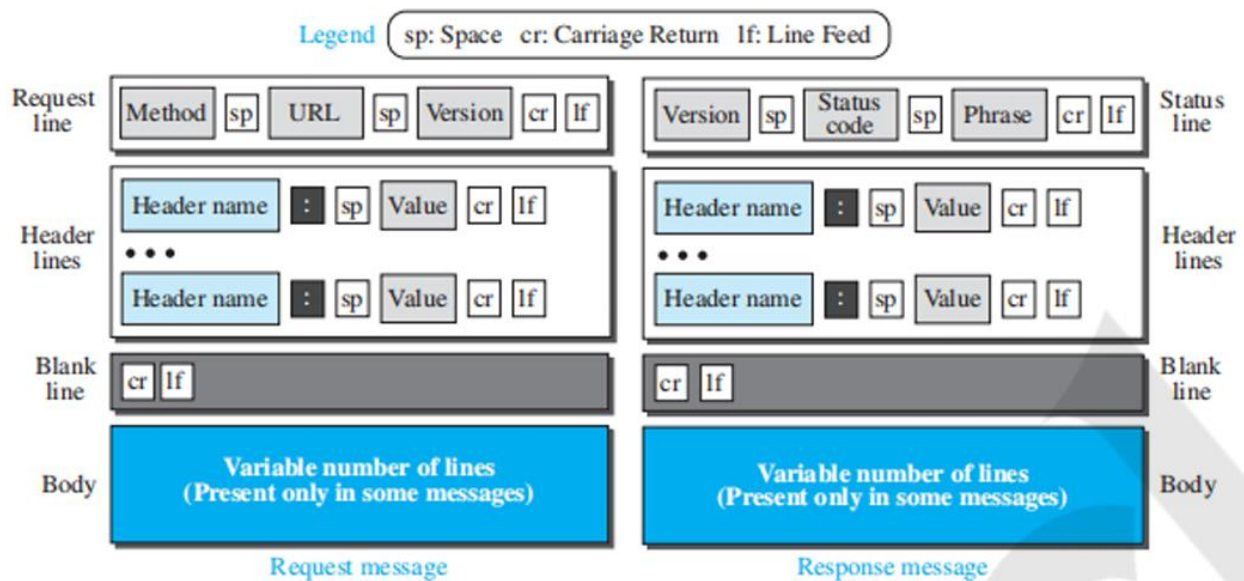 Legend sp: Space cr: Carriage Return lf: Line Feed
Request line
Method sp URL sp Version cr lf
Header lines
Header name : sp Value cr lf
• • •
Header name : sp Value cr lf
Blank line
cr lf
Body
Variable number of lines
(Present only in some messages)
Request message
Status line
Version sp Status code sp Phrase cr lf
Header lines
Header name : sp Value cr lf
• • •
Header name : sp Value cr lf
Blank line
cr lf
Body
Variable number of lines
(Present only in some messages)
Response message